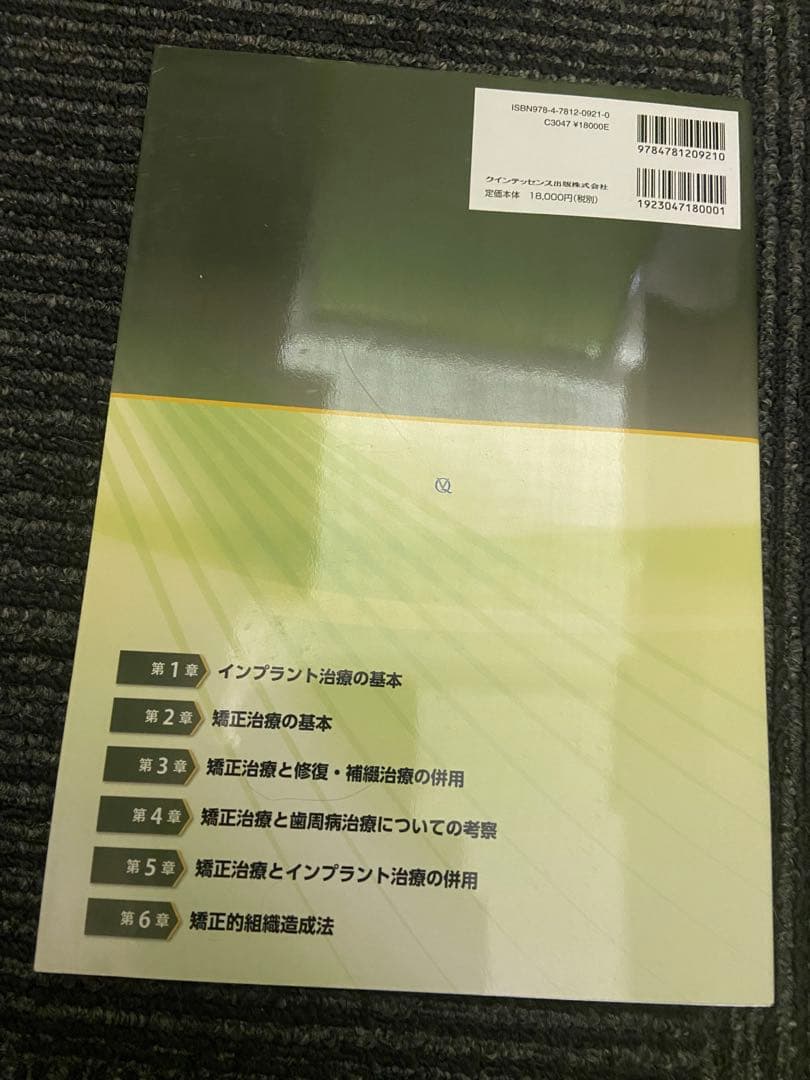 ISBN978-4-7812-0921-0
C3047 ¥18000E
9784781209210
クインテッセンス出版株式会社
定価本体 18,000円(税別)
1923047180001
第1章 インプラント治療の基本
第2章 矯正治療の基本
第3章 矯正治療と修復・補綴治療の併用
第4章 矯正治療と歯周病治療についての考察
第5章 矯正治療とインプラント治療の併用
第6章 矯正的組織造成法